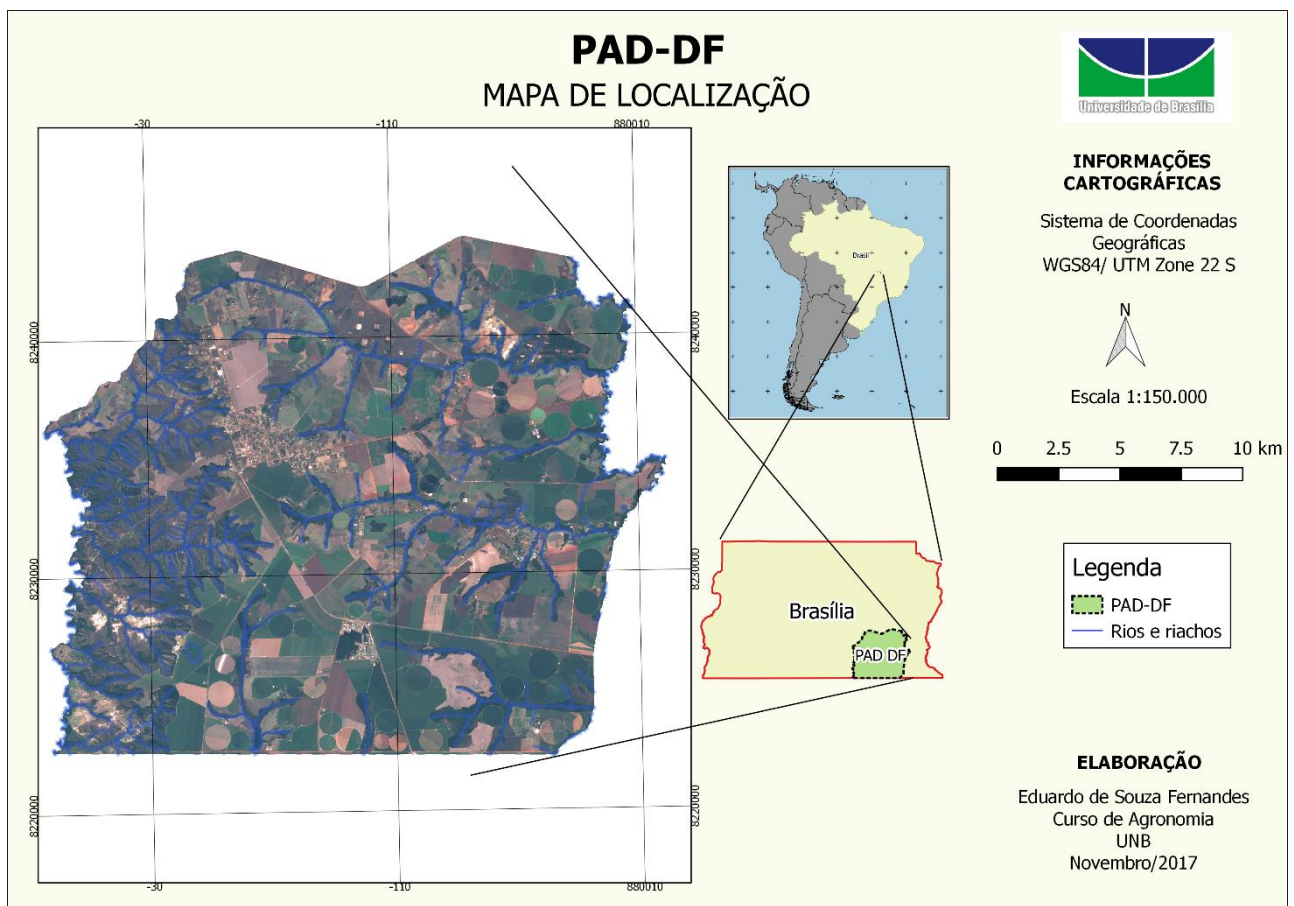 PAD-DF
MAPA DE LOCALIZAÇÃO
Universidade de Brasília
-30
-110
880010
8240000
8240000
8230000
8230000
8220000
8220000
-30
-110
880010
Brasil
INFORMAÇÕES
CARTOGRÁFICAS
Sistema de Coordenadas
Geográficas
WGS84/ UTM Zone 22 S
N
Escala 1:150.000
0 2.5 5 7.5 10 km
Brasília
PAD DF
Legenda
PAD-DF
Rios e riachos
ELABORAÇÃO
Eduardo de Souza Fernandes
Curso de Agronomia
UNB
Novembro/2017